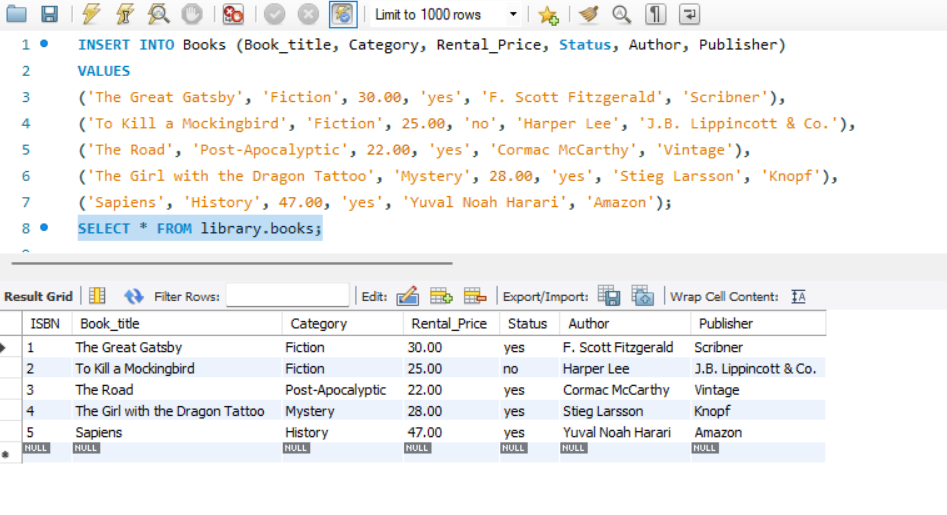 Limit to 1000 rows
1 INSERT INTO Books (Book_title, Category, Rental_Price, Status, Author, Publisher)
2 VALUES
3 ('The Great Gatsby', 'Fiction', 30.00, 'yes', 'F. Scott Fitzgerald', 'Scribner'),
4 ('To Kill a Mockingbird', 'Fiction', 25.00, 'no', 'Harper Lee', 'J.B. Lippincott & Co.'),
5 ('The Road', 'Post-Apocalyptic', 22.00, 'yes', 'Cormac McCarthy', 'Vintage'),
6 ('The Girl with the Dragon Tattoo', 'Mystery', 28.00, 'yes', 'Stieg Larsson', 'Knopf'),
7 ('Sapiens', 'History', 47.00, 'yes', 'Yuval Noah Harari', 'Amazon');
8 SELECT * FROM library.books;
Result Grid Filter Rows: Edit: Export/Import: Wrap Cell Content: IA
ISBN Book_title Category Rental_Price Status Author Publisher
1 The Great Gatsby Fiction 30.00 yes F. Scott Fitzgerald Scribner
2 To Kill a Mockingbird Fiction 25.00 no Harper Lee J.B. Lippincott & Co.
3 The Road Post-Apocalyptic 22.00 yes Cormac McCarthy Vintage
4 The Girl with the Dragon Tattoo Mystery 28.00 yes Stieg Larsson Knopf
5 Sapiens History 47.00 yes Yuval Noah Harari Amazon
NULL NULL NULL NULL NULL NULL NULL